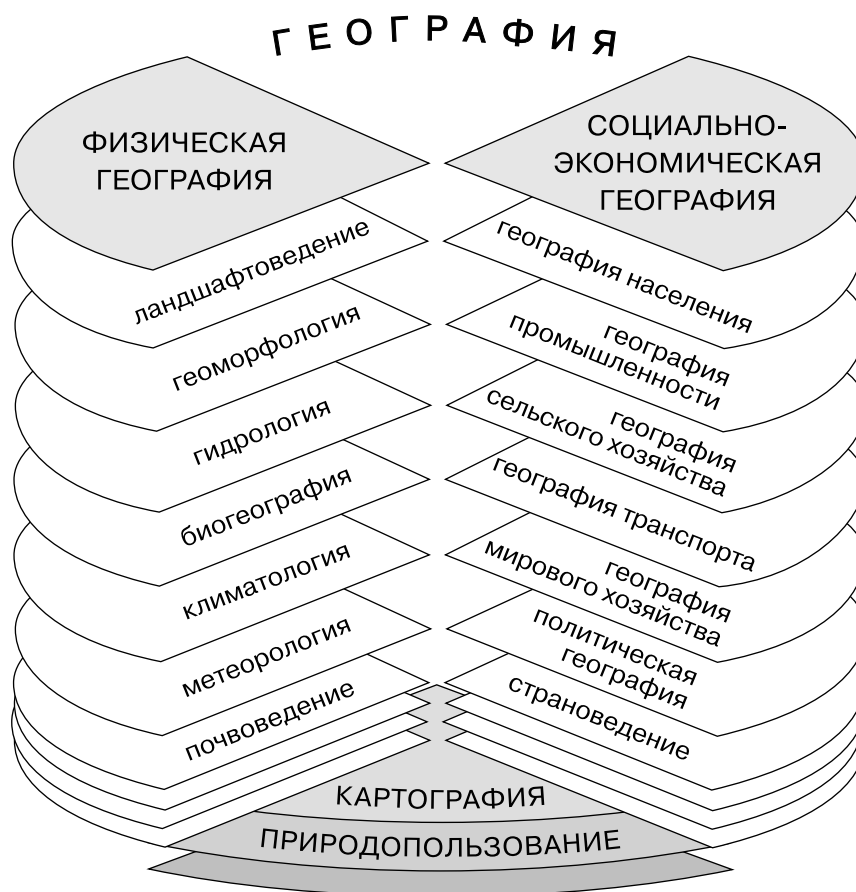 ГЕОГРАФИЯ
ФИЗИЧЕСКАЯ
ГЕОГРАФИЯ
ландшафтоведение
геоморфология
гидрология
биогеография
климатология
метеорология
почвоведение
СОЦИАЛЬНО-
ЭКОНОМИЧЕСКАЯ
ГЕОГРАФИЯ
география населения
география
промышленности
география
сельского хозяйства
география транспорта
география
мирового хозяйства
политическая
география
страноведение
КАРТОГРАФИЯ
ПРИРОДОПОЛЬЗОВАНИЕ